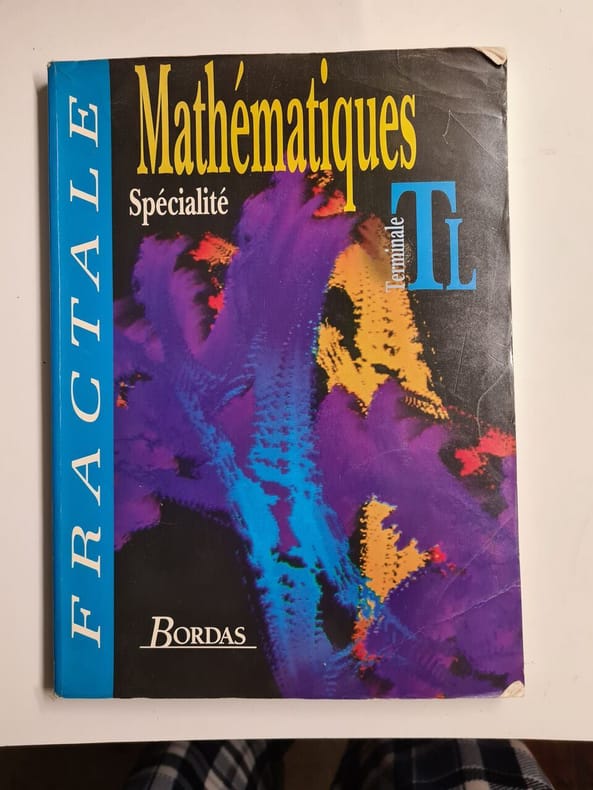 FRACTALE
Mathématiques
Spécialité
Terminale
TL
BORDAS